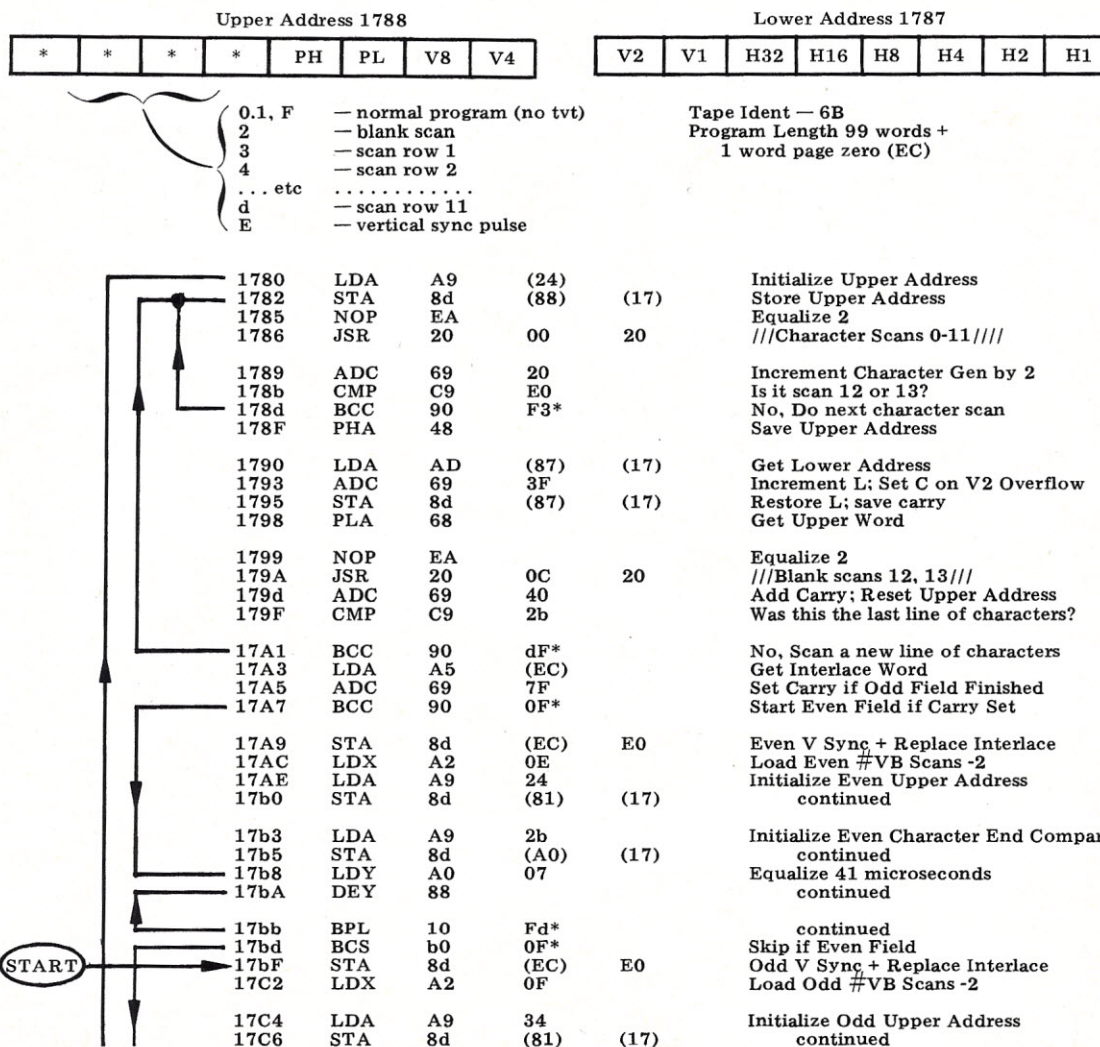 Upper Address 1788
Lower Address 1787
* * * * PH PL V8 V4
V2 V1 H32 H16 H8 H4 H2 H1
0.1, F — normal program (no tvt)
2 — blank scan
3 — scan row 1
4 — scan row 2
. . . etc . . . . . . . . . . . .
d — scan row 11
E — vertical sync pulse
Tape Ident — 6B
Program Length 99 words +
1 word page zero (EC)
1780 LDA A9 (24) Initialize Upper Address
1782 STA 8d (88) (17) Store Upper Address
1785 NOP EA Equalize 2
1786 JSR 20 00 20 ///Character Scans 0-11////
1789 ADC 69 20 Increment Character Gen by 2
178b CMP C9 E0 Is it scan 12 or 13?
178d BCC 90 F3* No, Do next character scan
178F PHA 48 Save Upper Address
1790 LDA AD (87) (17) Get Lower Address
1793 ADC 69 3F Increment L; Set C on V2 Overflow
1795 STA 8d (87) (17) Restore L; save carry
1798 PLA 68 Get Upper Word
1799 NOP EA Equalize 2
179A JSR 20 0C 20 ///Blank scans 12, 13///
179d ADC 69 40 Add Carry; Reset Upper Address
179F CMP C9 2b Was this the last line of characters?
17A1 BCC 90 dF* No, Scan a new line of characters
17A3 LDA A5 (EC) Get Interlace Word
17A5 ADC 69 7F Set Carry if Odd Field Finished
17A7 BCC 90 0F* Start Even Field if Carry Set
17A9 STA 8d (EC) E0 Even V Sync + Replace Interlace
17AC LDX A2 0E Load Even #VB Scans -2
17AE LDA A9 24 Initialize Even Upper Address
17b0 STA 8d (81) (17) continued
17b3 LDA A9 2b Initialize Even Character End Compar
17b5 STA 8d (A0) (17) continued
17b8 LDY A0 07 Equalize 41 microseconds
17bA DEY 88 continued
17bb BPL 10 Fd* continued
17bd BCS b0 0F* Skip if Even Field
START 17bF STA 8d (EC) E0 Odd V Sync + Replace Interlace
17C2 LDX A2 0F Load Odd #VB Scans -2
17C4 LDA A9 34 Initialize Odd Upper Address
17C6 STA 8d (81) (17) continued